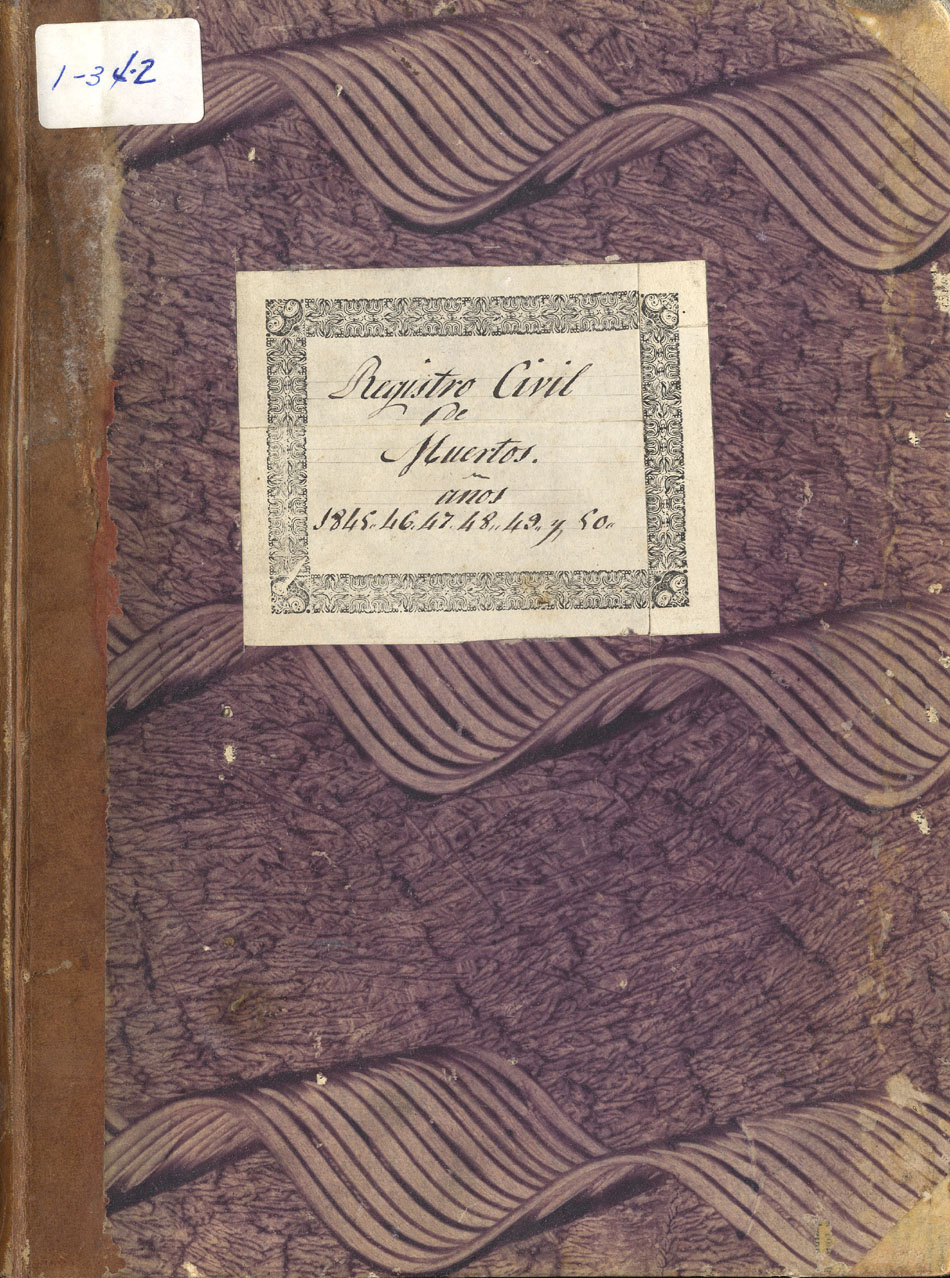 1-342
Registro Civil
De
Muertos.
años
1845,, 46,, 47,, 48,, 49,, y, 50,,